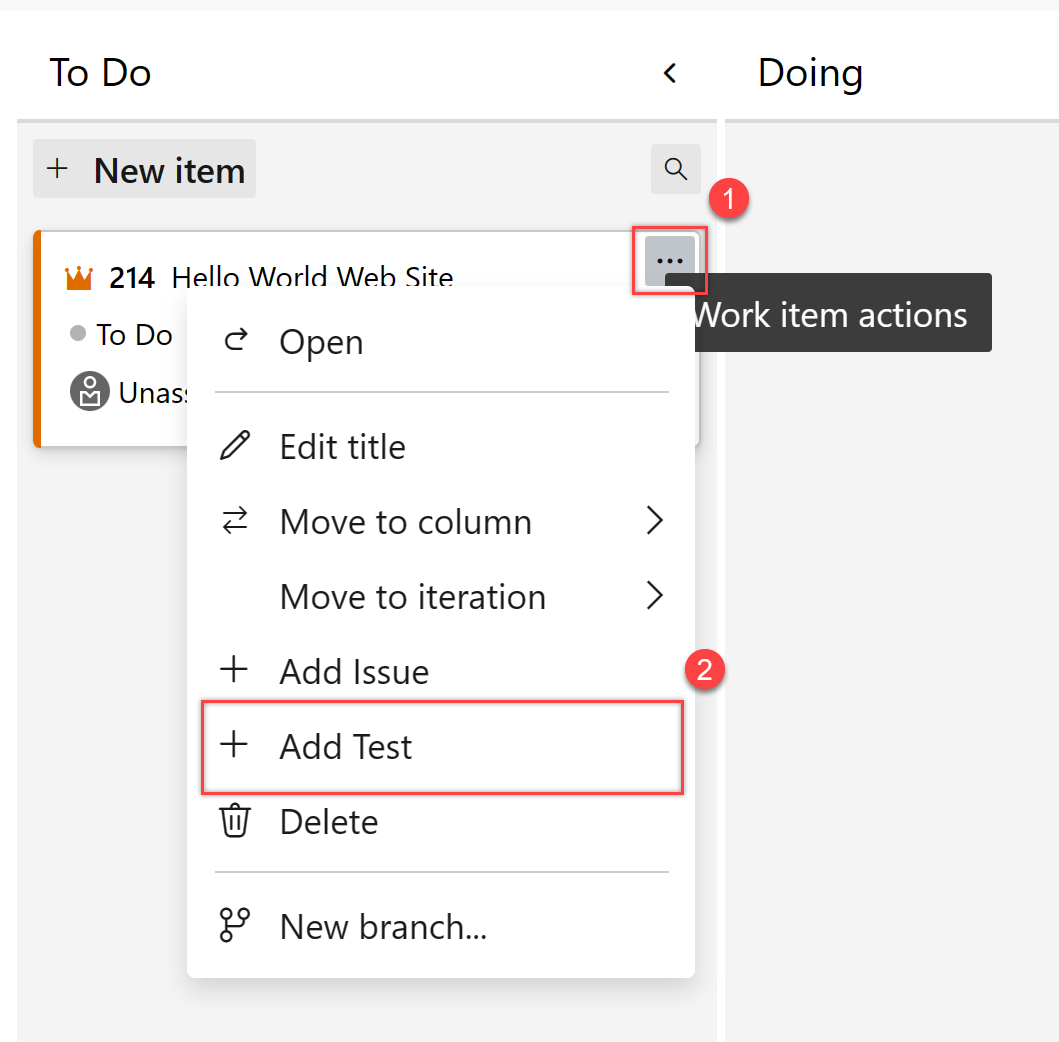 To Do
Doing
New item
1
214 Hello World Web Site
Work item actions
To Do
Open
Unas
Edit title
Move to column
Move to iteration
Add Issue
2
Add Test
Delete
New branch...